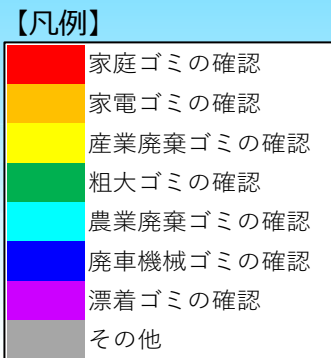 【凡例】
家庭ゴミの確認
家電ゴミの確認
産業廃棄ゴミの確認
粗大ゴミの確認
農業廃棄ゴミの確認
廃車機械ゴミの確認
漂着ゴミの確認
その他